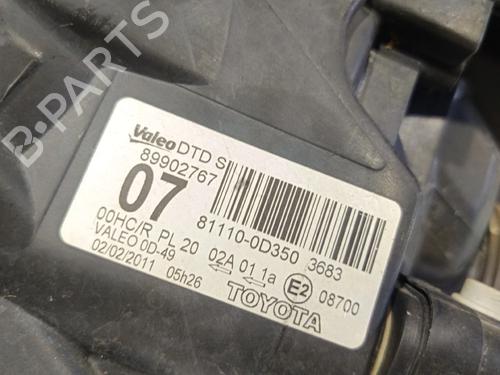 B-PARTS
Valeo DTD S
89902767
07
81110-0D350 3683
00HC/R PL 20 02A 01 1a
VALEO 0D-49
02/02/2011 05h26
TOYOTA
E2 08700